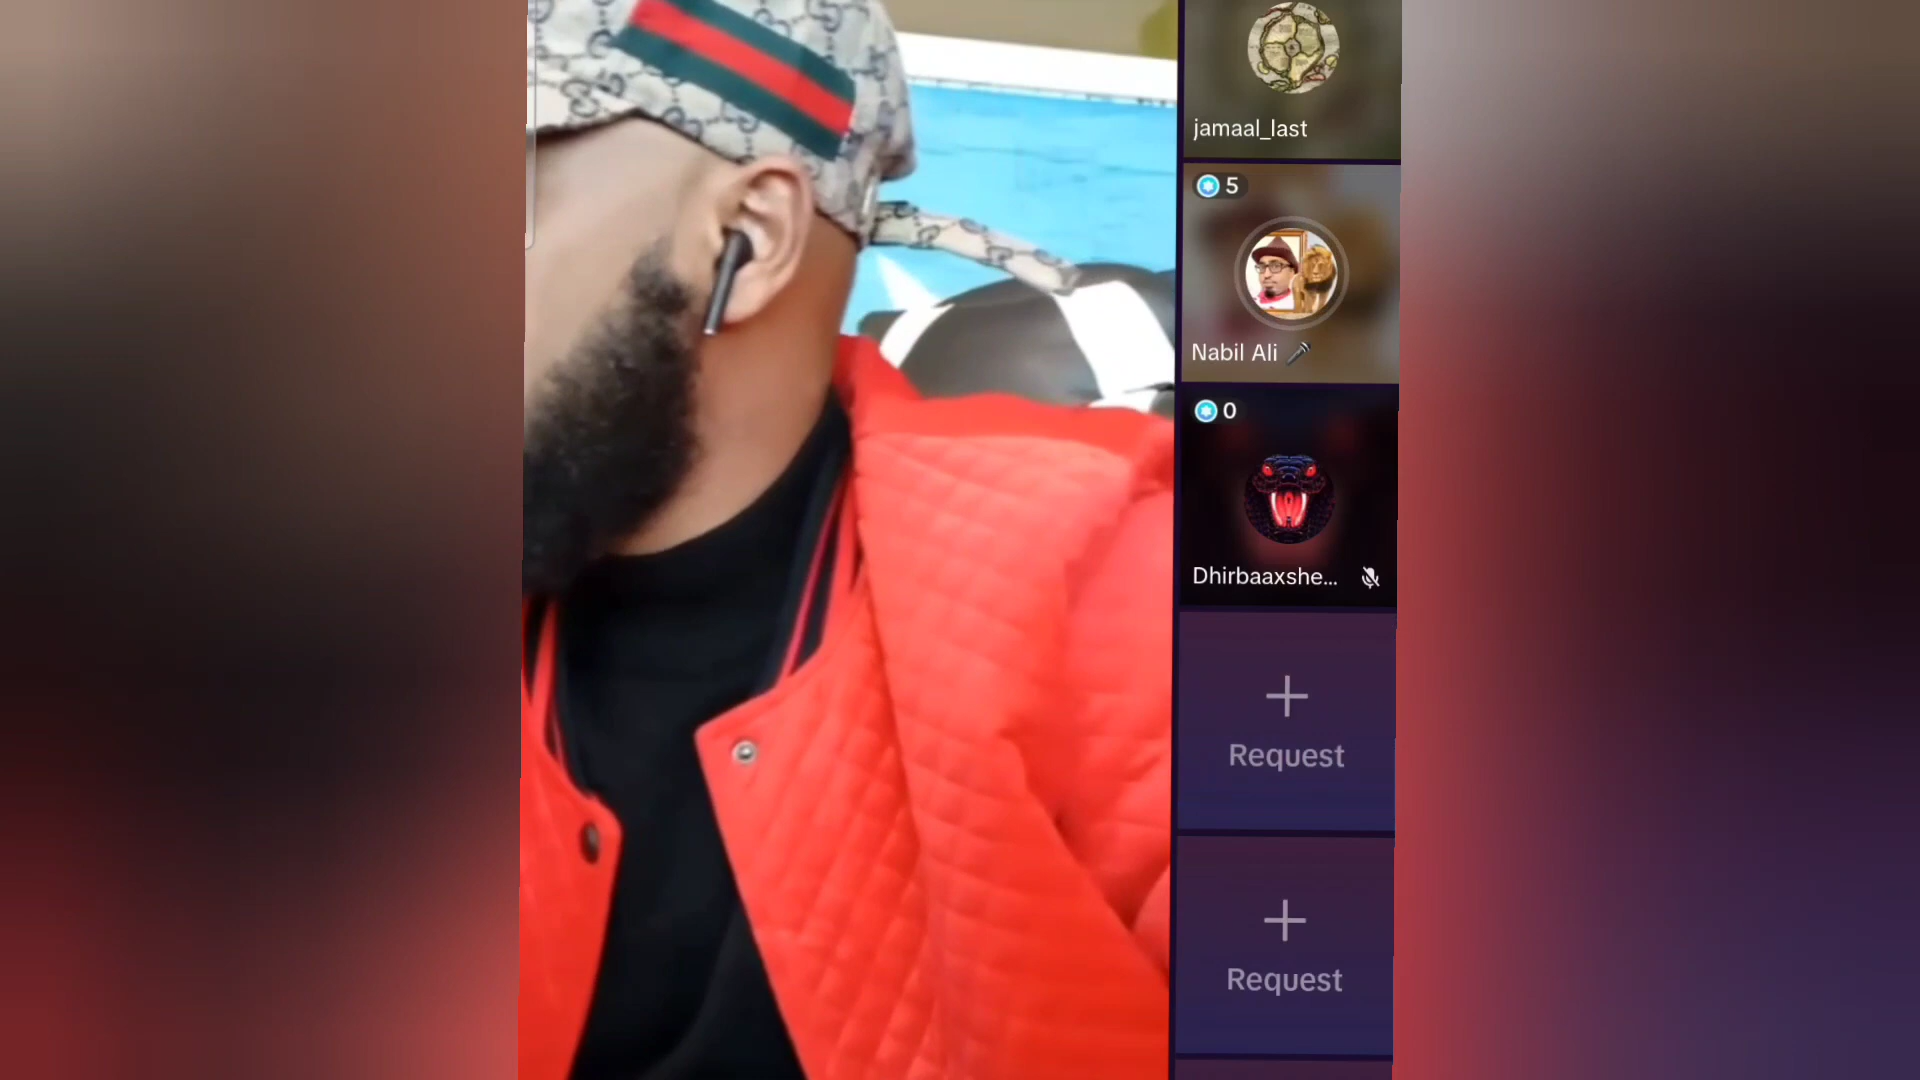 jamaal_last
5
Nabil Ali 🎤
0
Dhirbaaxshe...
Request
Request